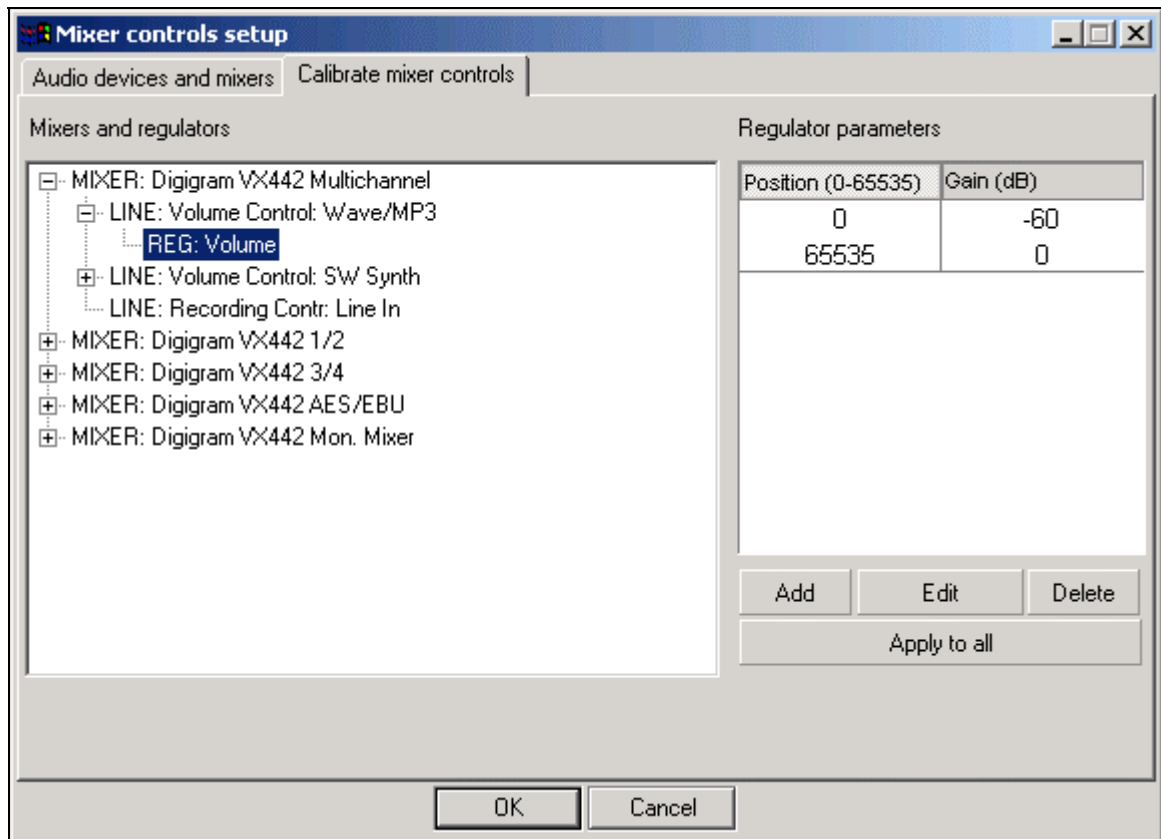 Mixer controls setup
Audio devices and mixers
Calibrate mixer controls
Mixers and regulators
MIXER: Digigram VX442 Multichannel
LINE: Volume Control: Wave/MP3
REG: Volume
LINE: Volume Control: SW Synth
LINE: Recording Contr: Line In
MIXER: Digigram VX442 1/2
MIXER: Digigram VX442 3/4
MIXER: Digigram VX442 AES/EBU
MIXER: Digigram VX442 Mon. Mixer
Regulator parameters
Position (0-65535) Gain (dB)
0 -60
65535 0
Add Edit Delete
Apply to all
OK Cancel